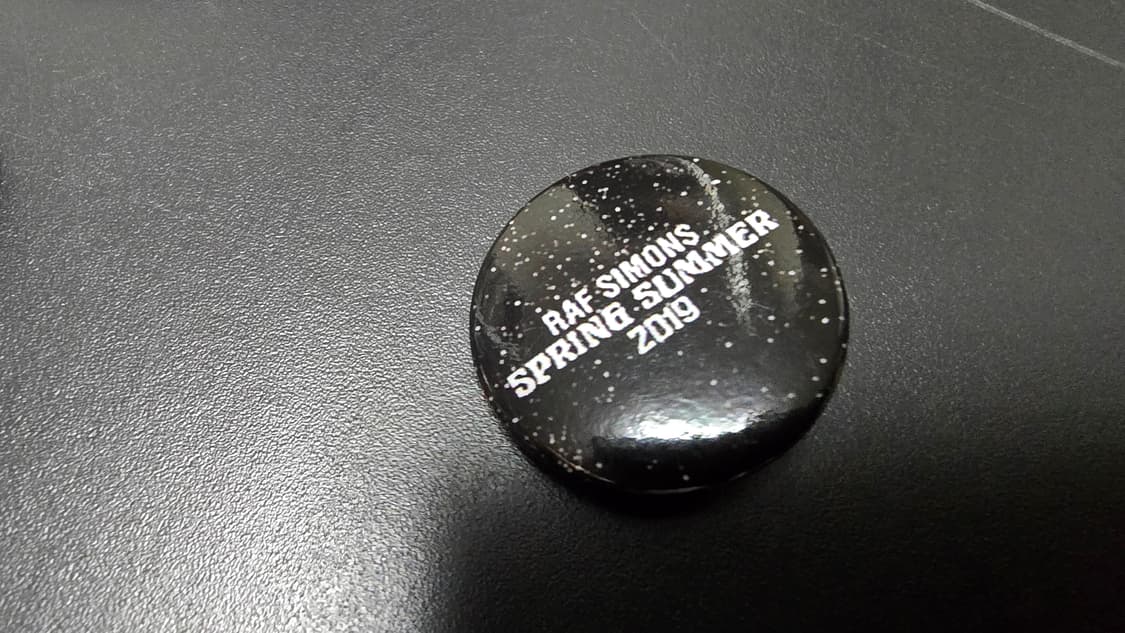 RAF SIMONS
SPRING SUMMER
2019